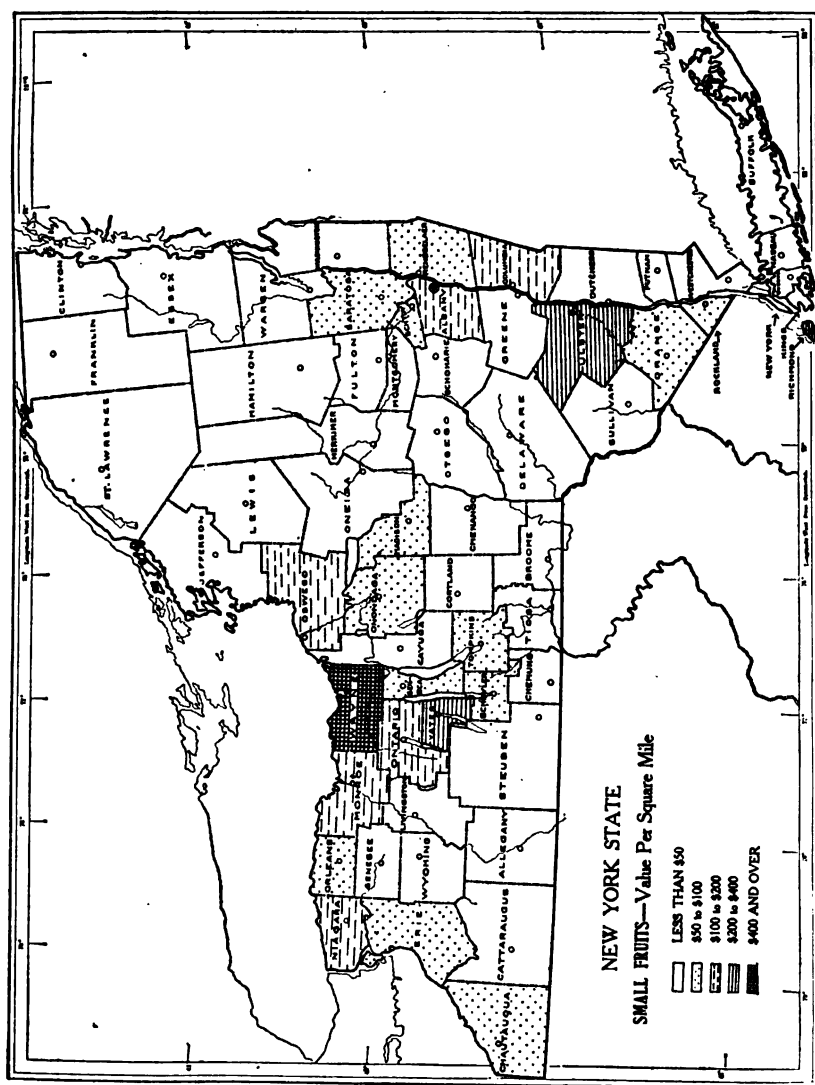 NEW YORK STATE
SMALL FRUITS—Value Per Square Mile
LESS THAN $50
$50 to $100
$100 to $200
$200 to $400
$400 AND OVER
CLINTON
FRANKLIN
ST. LAWRENCE
ESSEX
WARREN
HAMILTON
JEFFERSON
LEWIS
HERKIMER
FULTON
SARATOGA
MONTGOMERY
ONEIDA
OSWEGO
ALBANY
SCHOHARIE
OTSEGO
MADISON
ONONDAGA
CAYUGA
WAYNE
MONROE
ORLEANS
NIAGARA
GENESEE
ERIE
WYOMING
LIVINGSTON
ONTARIO
YATES
TOMPKINS
CORTLAND
CHENANGO
GREENE
DELAWARE
ULSTER
DUTCHESS
SULLIVAN
ORANGE
PUTNAM
ROCKLAND
BROOME
TIOGA
CHEMUNG
STEUBEN
ALLEGANY
CATTARAUGUS
CHAUTAUQUA
SUFFOLK
NEW YORK
KINGS
RICHMOND